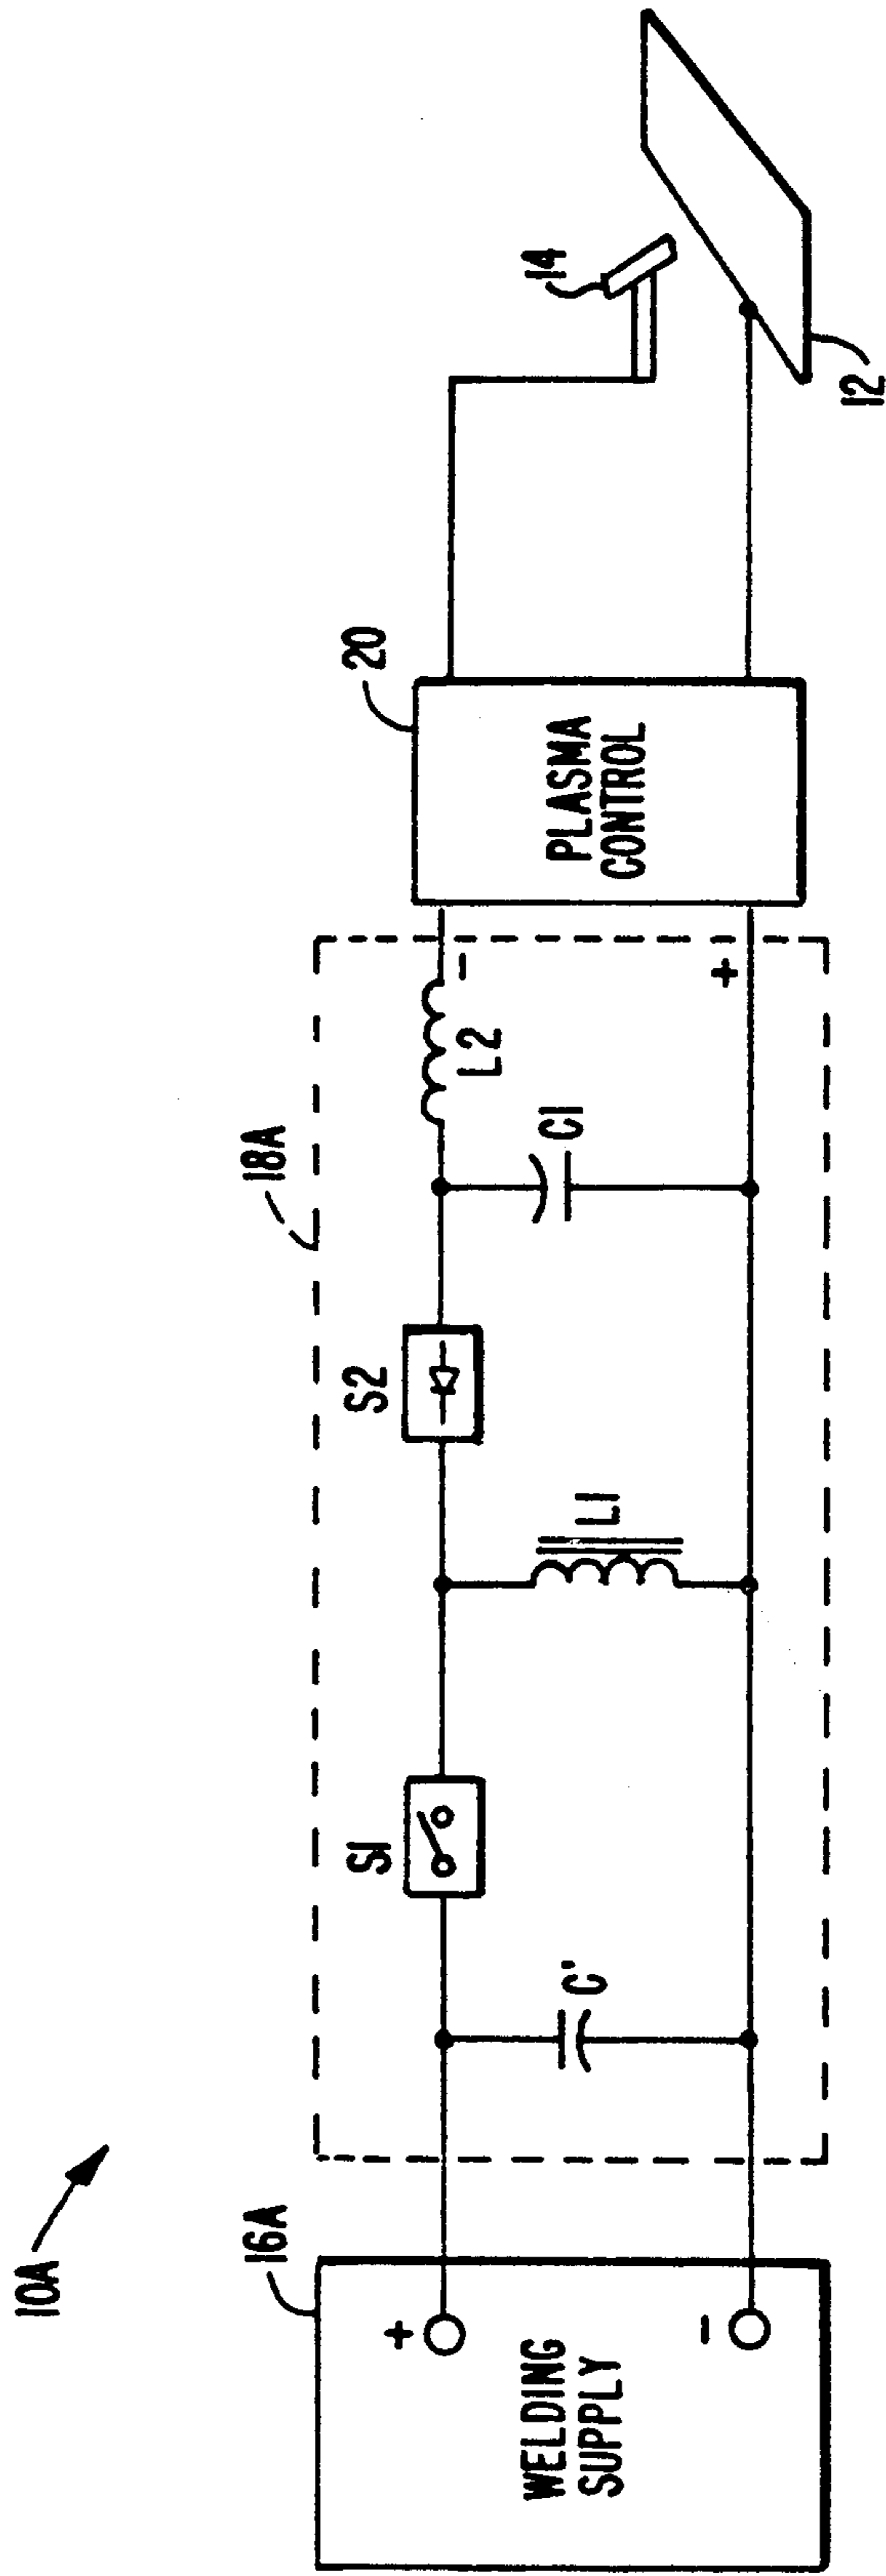 10A
16A
WELDING
SUPPLY
+
-
18A
C'
S1
L1
S2
C1
L2
-
+
20
PLASMA
CONTROL
14
12